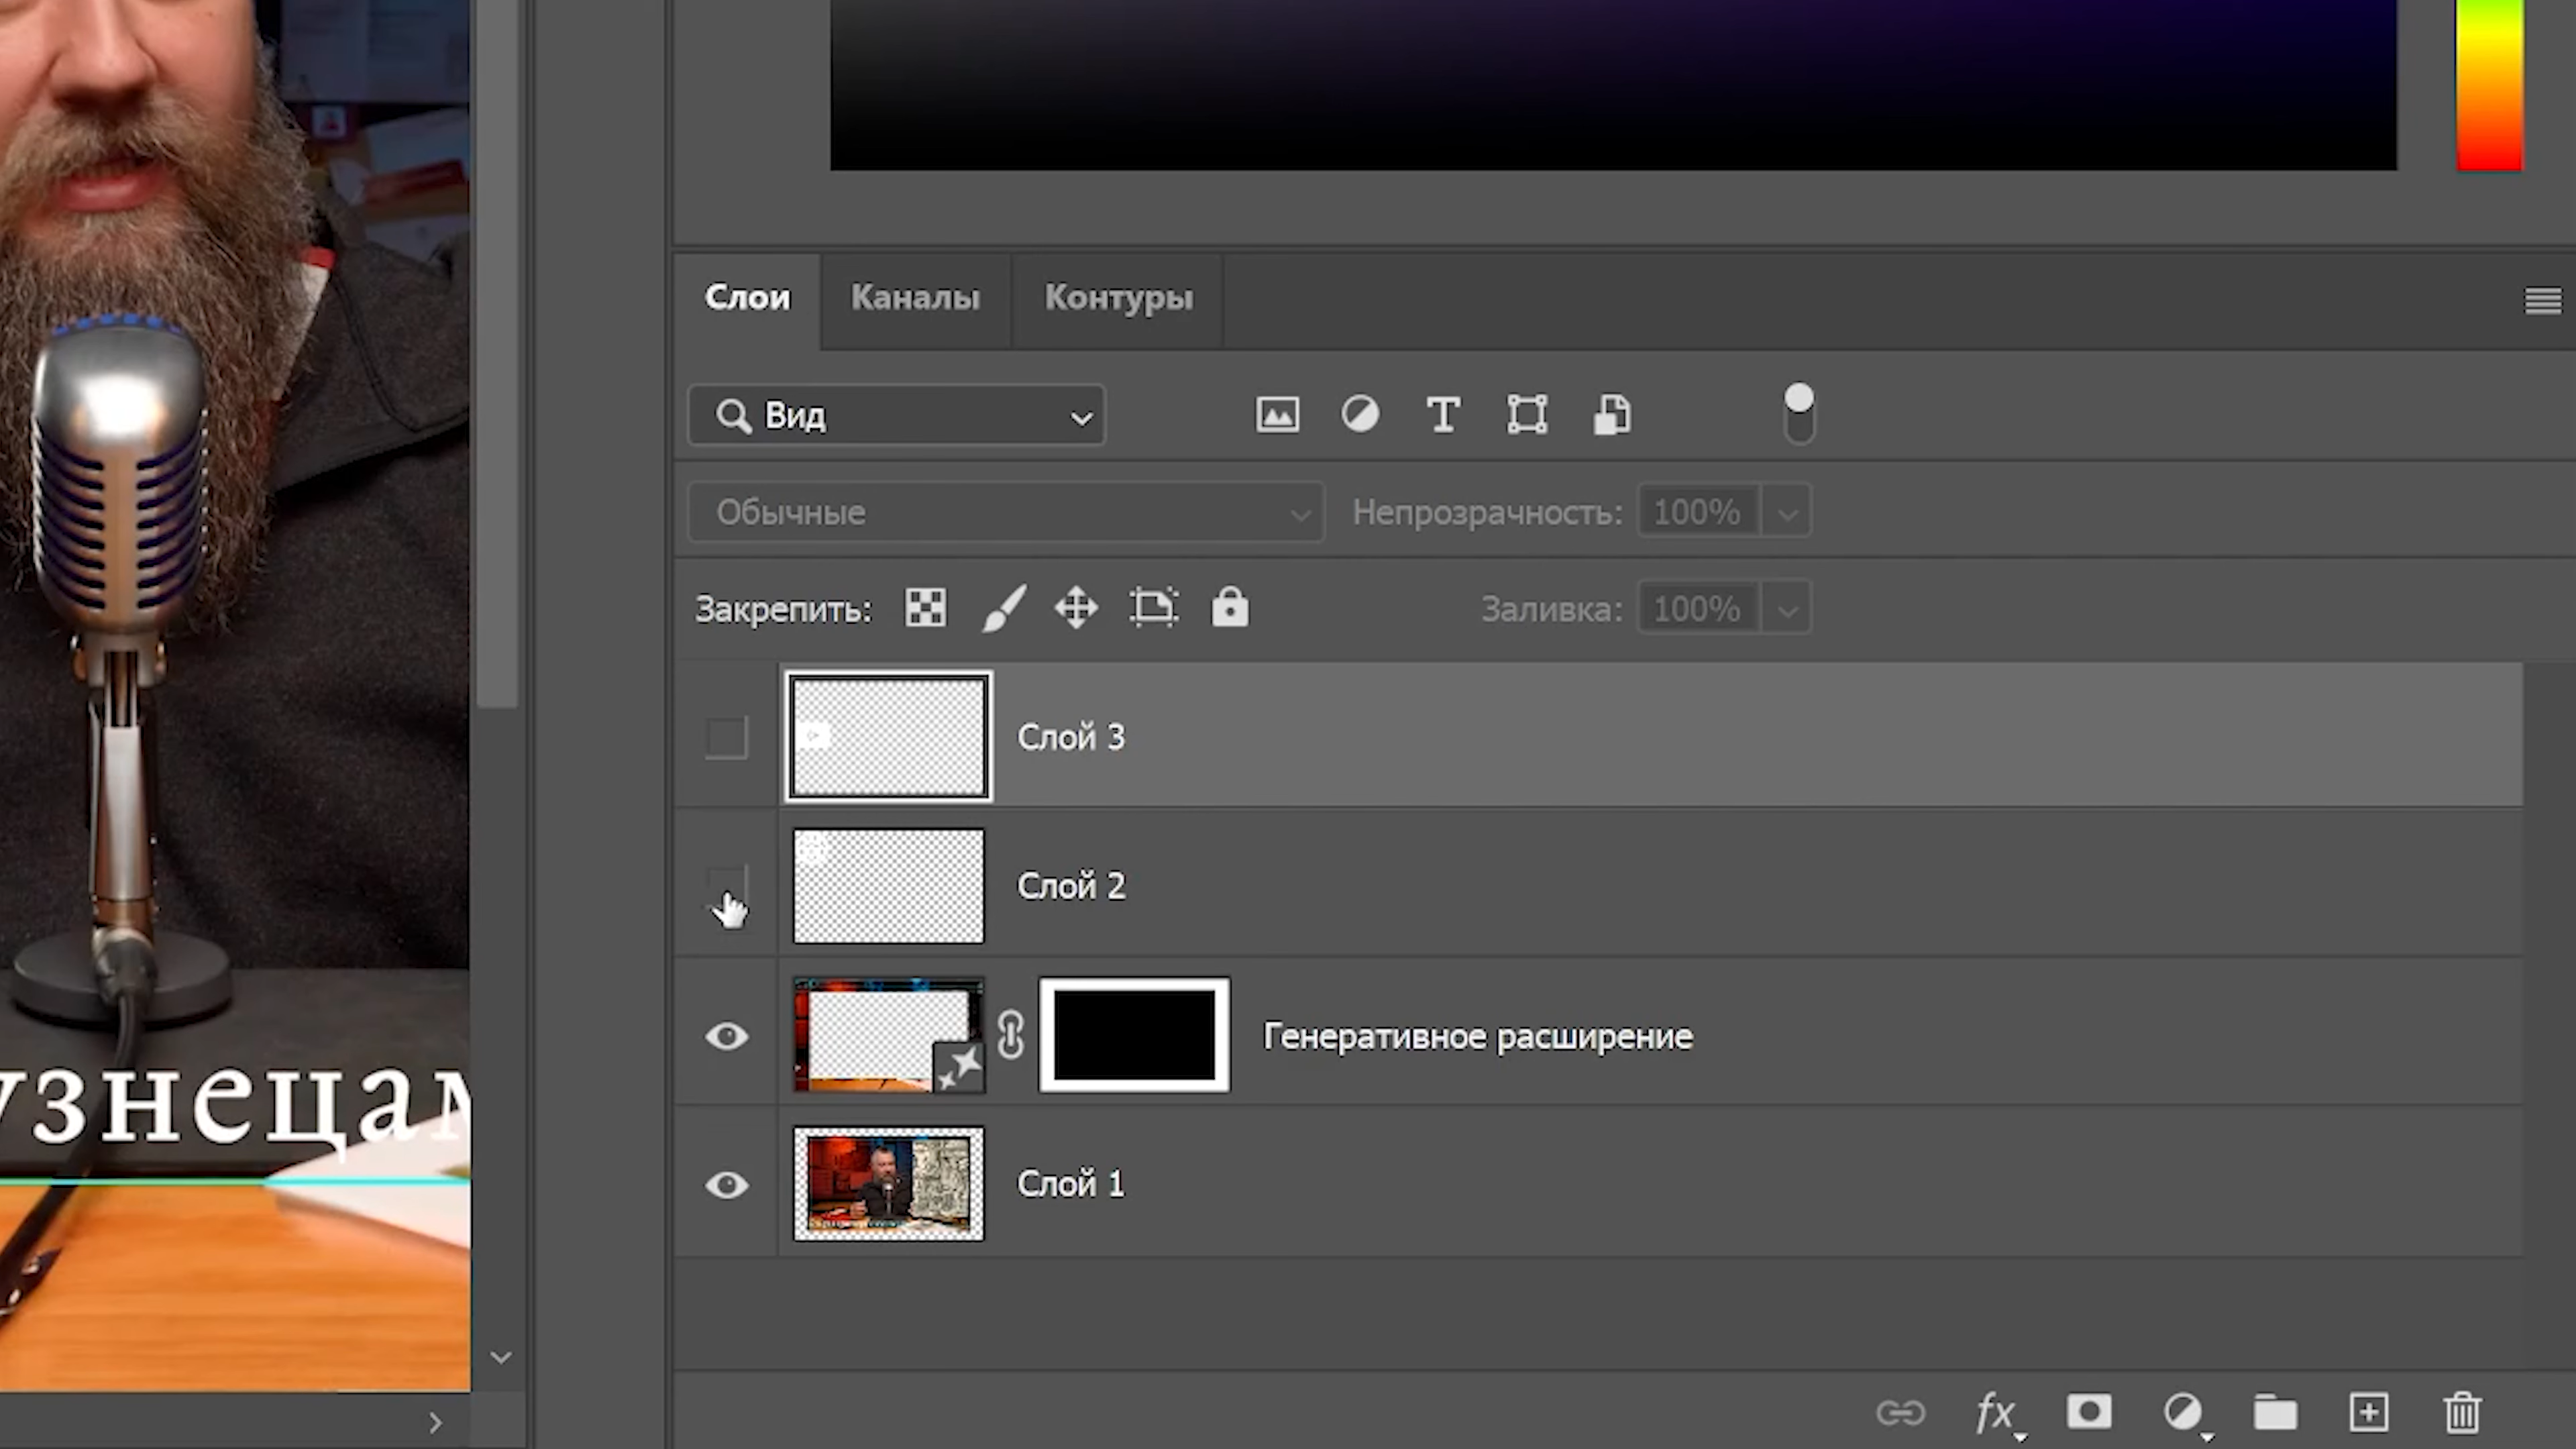 Слои Каналы Контуры
Вид
Обычные Непрозрачность: 100%
Закрепить: Заливка: 100%
Слой 3
Слой 2
Генеративное расширение
Слой 1
узнецам
fx